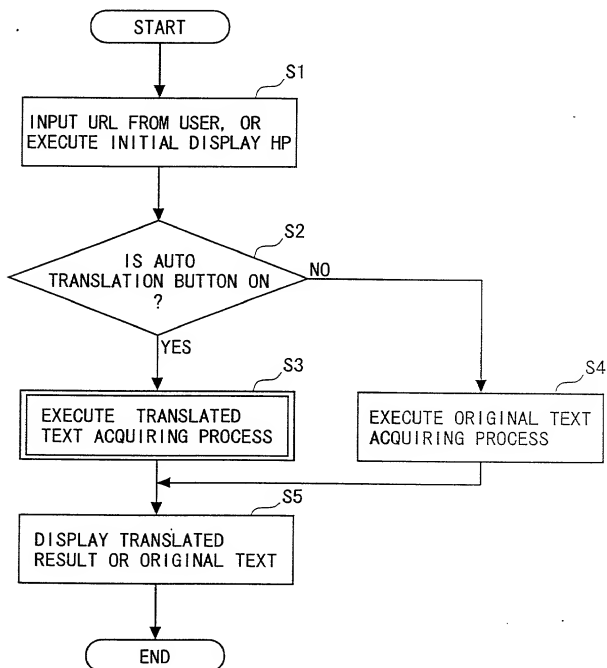 START
S1
INPUT URL FROM USER, OR
EXECUTE INITIAL DISPLAY HP
S2
IS AUTO
TRANSLATION BUTTON ON
?
NO
YES
S3
EXECUTE TRANSLATED
TEXT ACQUIRING PROCESS
S4
EXECUTE ORIGINAL TEXT
ACQUIRING PROCESS
S5
DISPLAY TRANSLATED
RESULT OR ORIGINAL TEXT
END